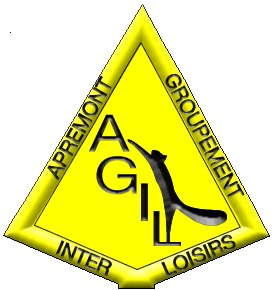 APREMONT
GROUPEMENT
AGIL
INTER
LOISIRS